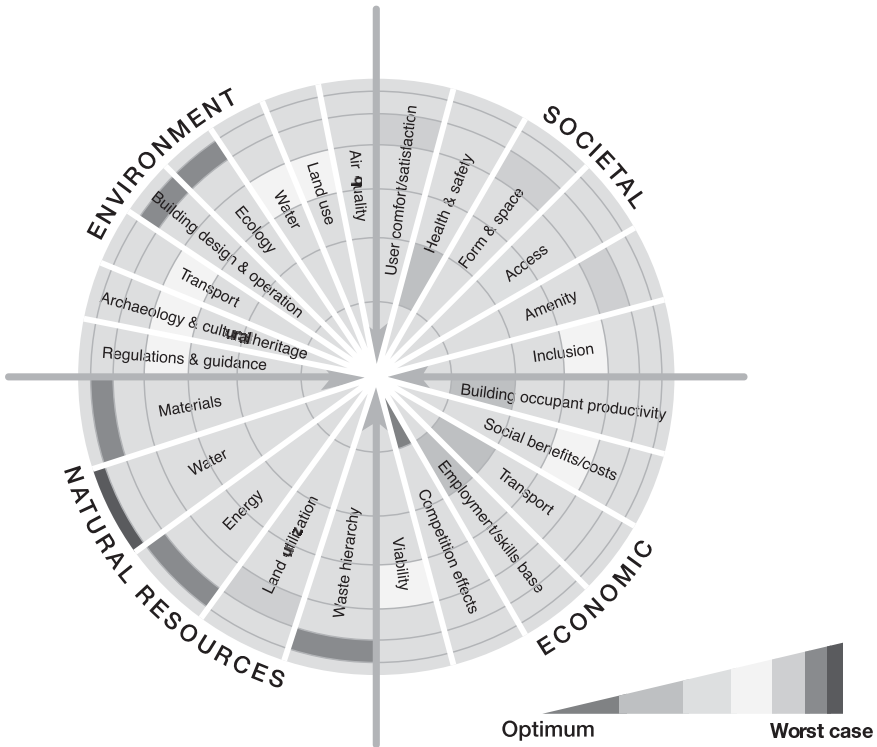 ENVIRONMENT
SOCIETAL
Building design & operation
Ecology
Water
Land use
Air quality
User comfort/satisfaction
Health & safety
Form & space
Access
Amenity
Inclusion
Transport
Archaeology & cultural heritage
Regulations & guidance
Materials
Water
Energy
Land utilization
Waste hierarchy
Building occupant productivity
Social benefits/costs
Transport
Employment/skills base
Competition effects
Viability
NATURAL RESOURCES
ECONOMIC
Optimum
Worst case